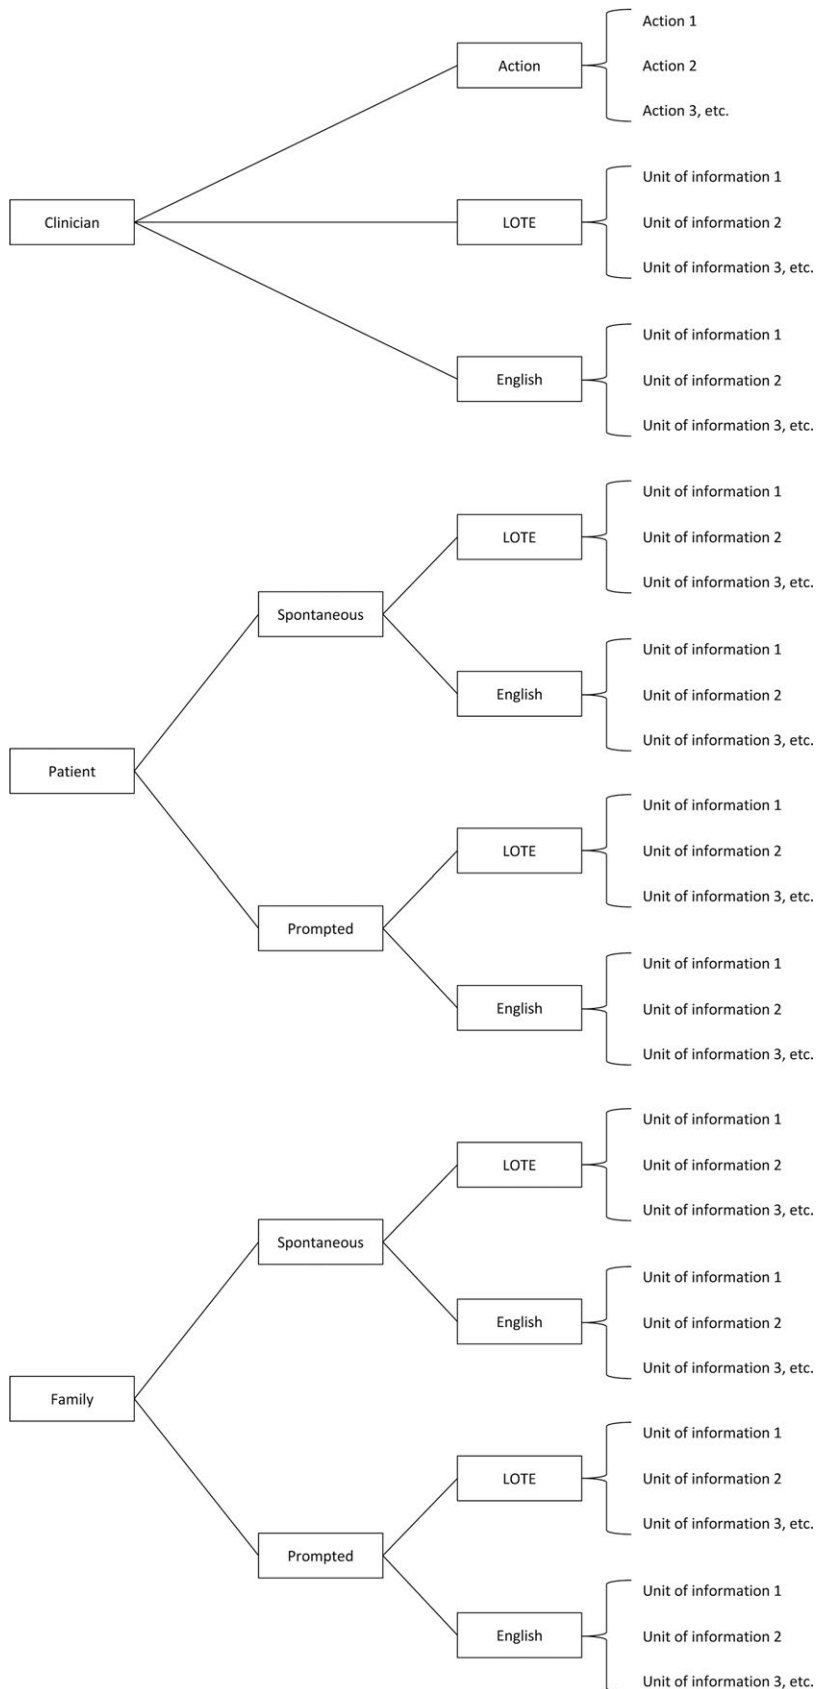 Action 1
Action
Action 2
Action 3, etc.
Unit of information 1
Clinician
LOTE
Unit of information 2
Unit of information 3, etc.
Unit of information 1
English
Unit of information 2
Unit of information 3, etc.
Unit of information 1
LOTE
Unit of information 2
Unit of information 3, etc.
Spontaneous
Unit of information 1
English
Unit of information 2
Unit of information 3, etc.
Patient
Unit of information 1
LOTE
Unit of information 2
Unit of information 3, etc.
Prompted
Unit of information 1
English
Unit of information 2
Unit of information 3, etc.
Unit of information 1
LOTE
Unit of information 2
Unit of information 3, etc.
Spontaneous
Unit of information 1
English
Unit of information 2
Unit of information 3, etc.
Family
Unit of information 1
LOTE
Unit of information 2
Unit of information 3, etc.
Prompted
Unit of information 1
English
Unit of information 2
Unit of information 3, etc.